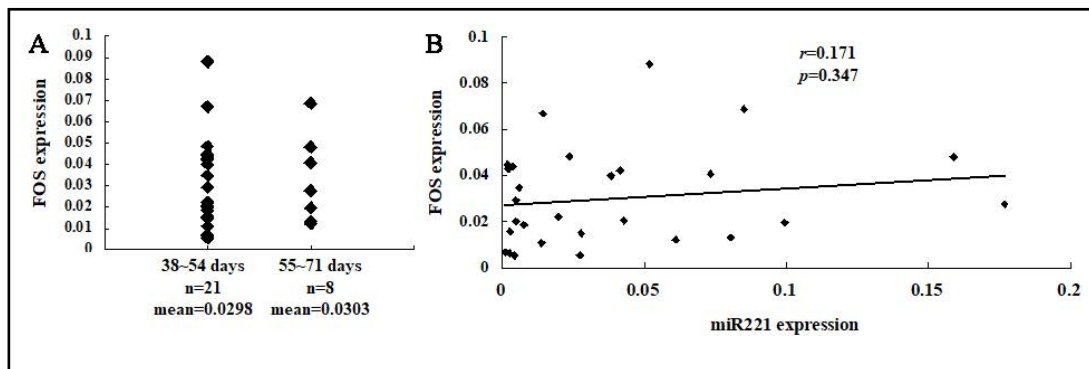 A
FOS expression
0.1
0.09
0.08
0.07
0.06
0.05
0.04
0.03
0.02
0.01
0
38~54 days
n=21
mean=0.0298
55~71 days
n=8
mean=0.0303
B
r=0.171
p=0.347
FOS expression
0.1
0.08
0.06
0.04
0.02
0
0
0.05
0.1
0.15
0.2
miR221 expression